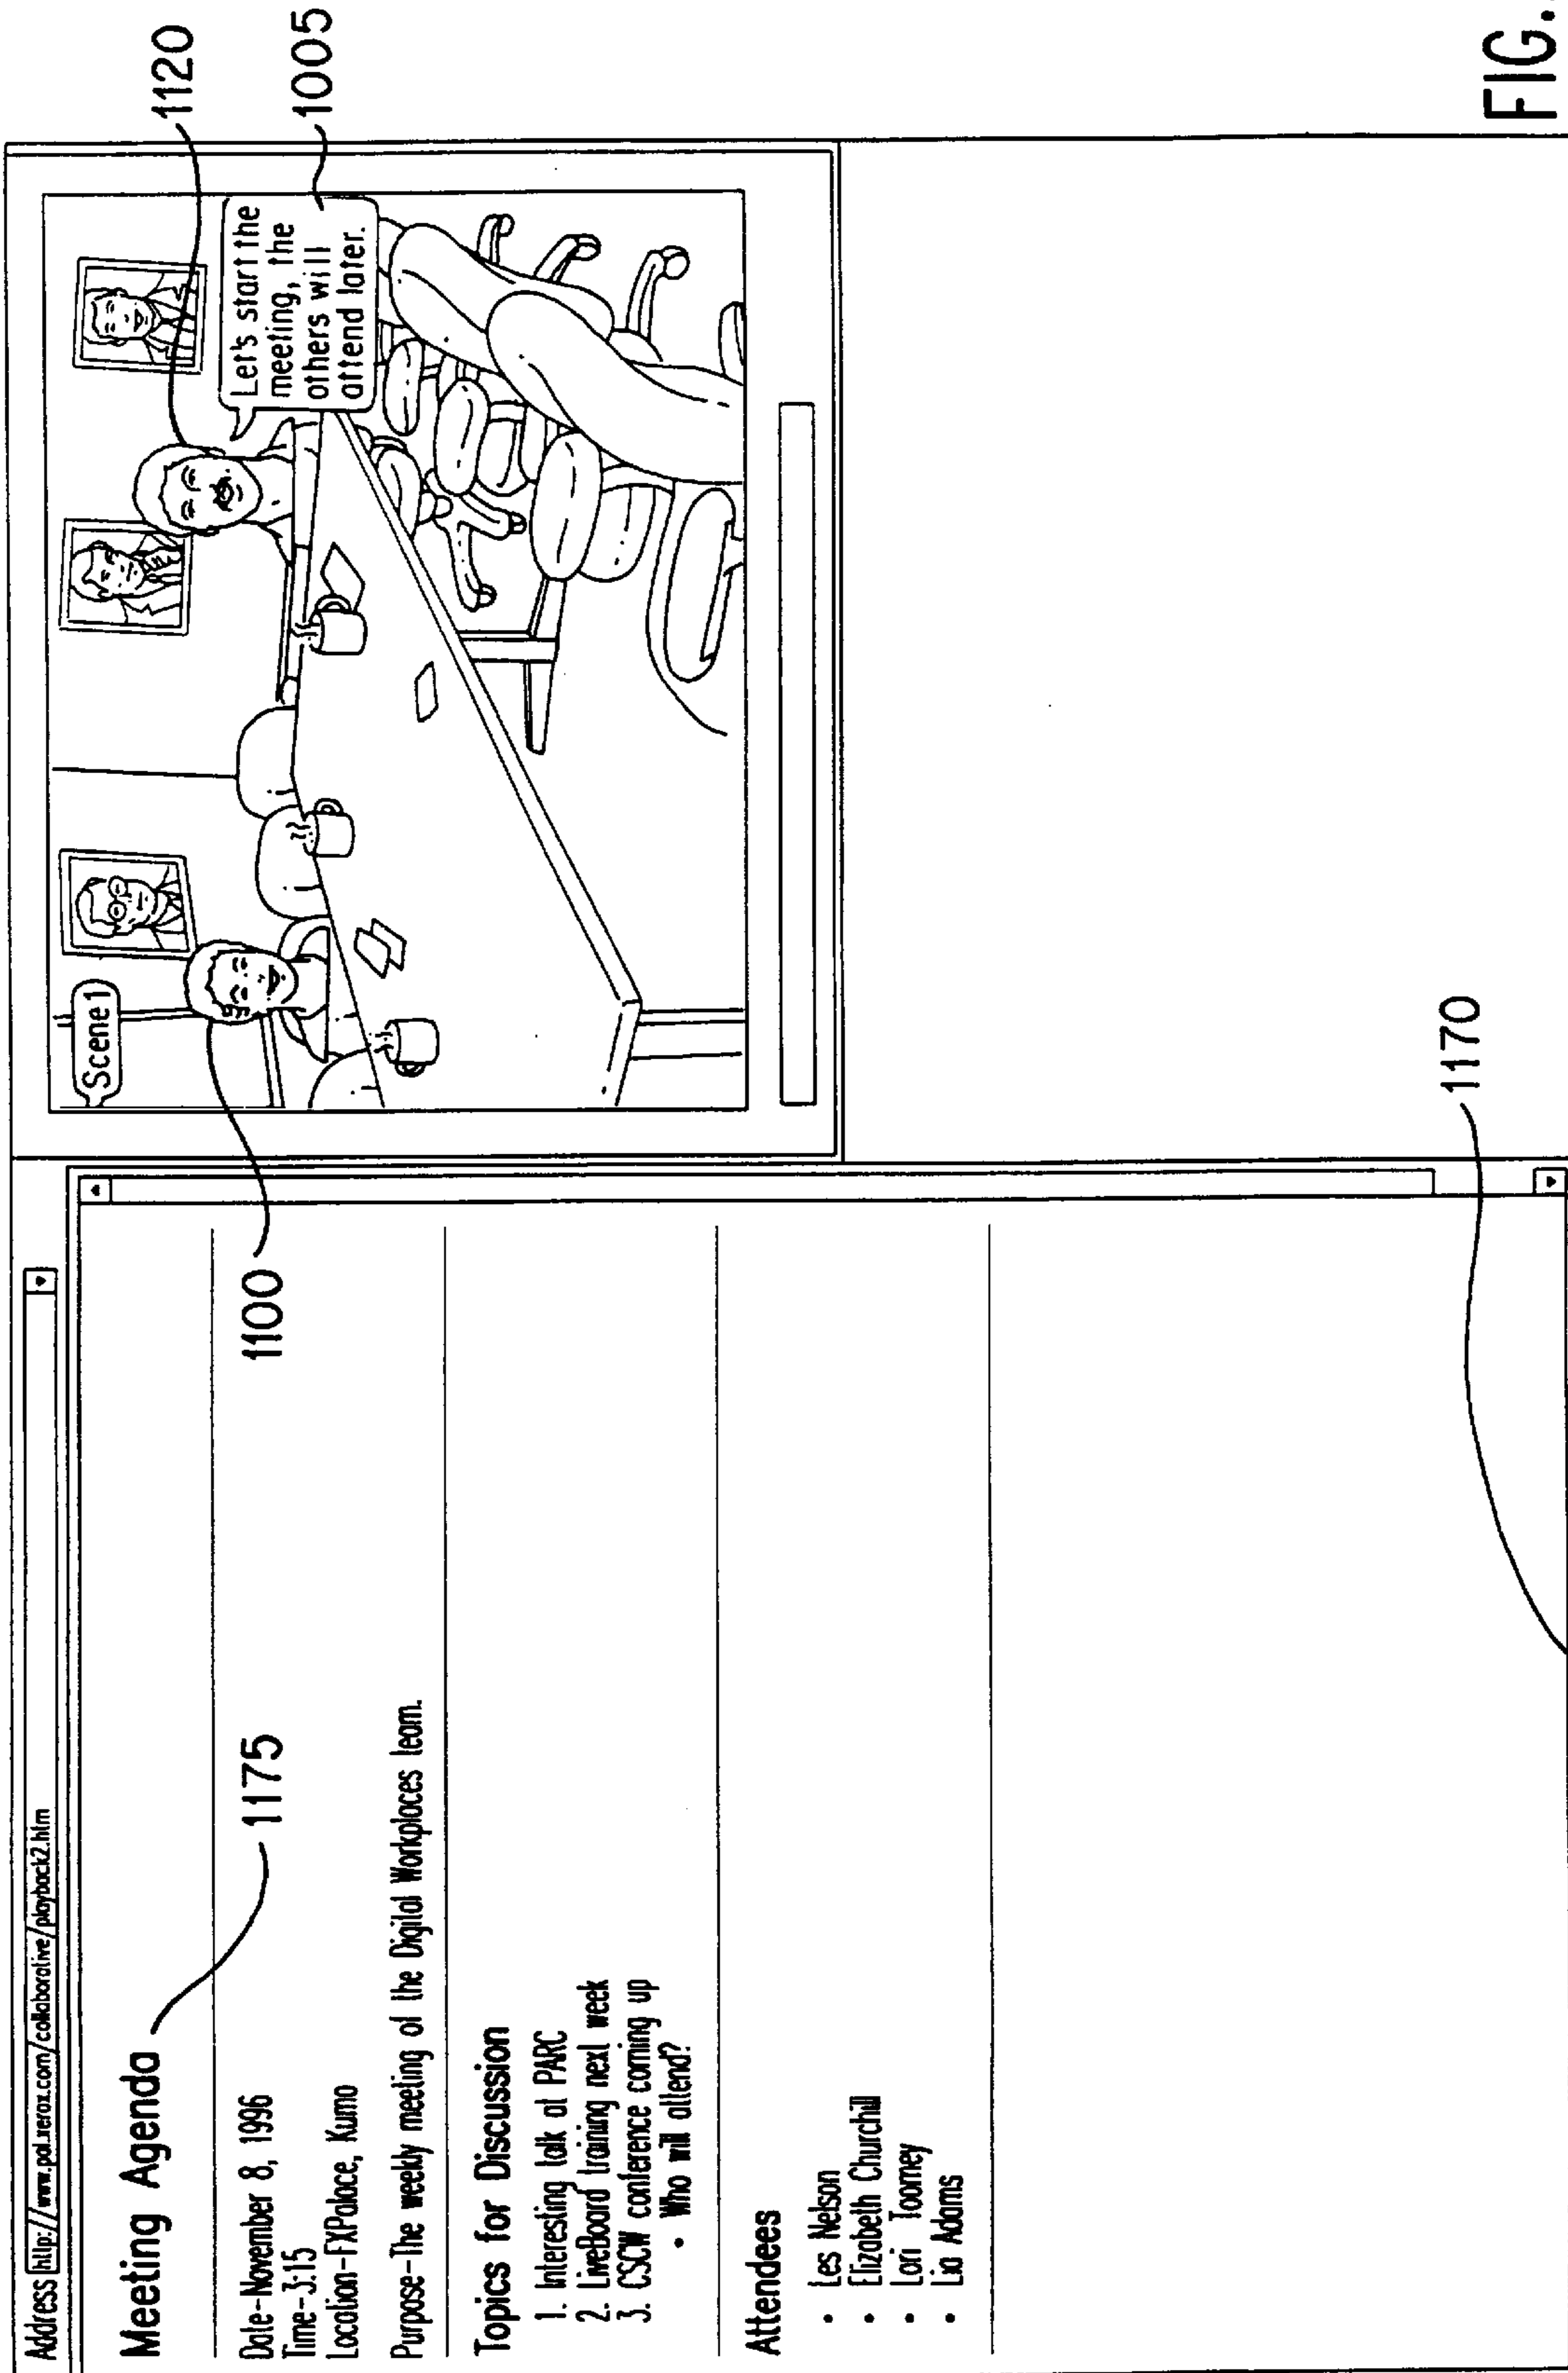 Address http://www.pal.xerox.com/collaborative/playback2.htm
Meeting Agenda
1175
Date-November 8, 1996
Time-3:15
Location-FXPalace, Kumo
Purpose-The weekly meeting of the Digital Workplaces team.
Topics for Discussion
1. Interesting talk at PARC
2. LiveBoard training next week
3. CSCW conference coming up
• Who will attend?
Attendees
• Les Nelson
• Elizabeth Churchill
• Lori Toomey
• Lia Adams
1100
Scene1
Let's start the
meeting, the
others will
attend later.
1120
1005
1170
FIG.